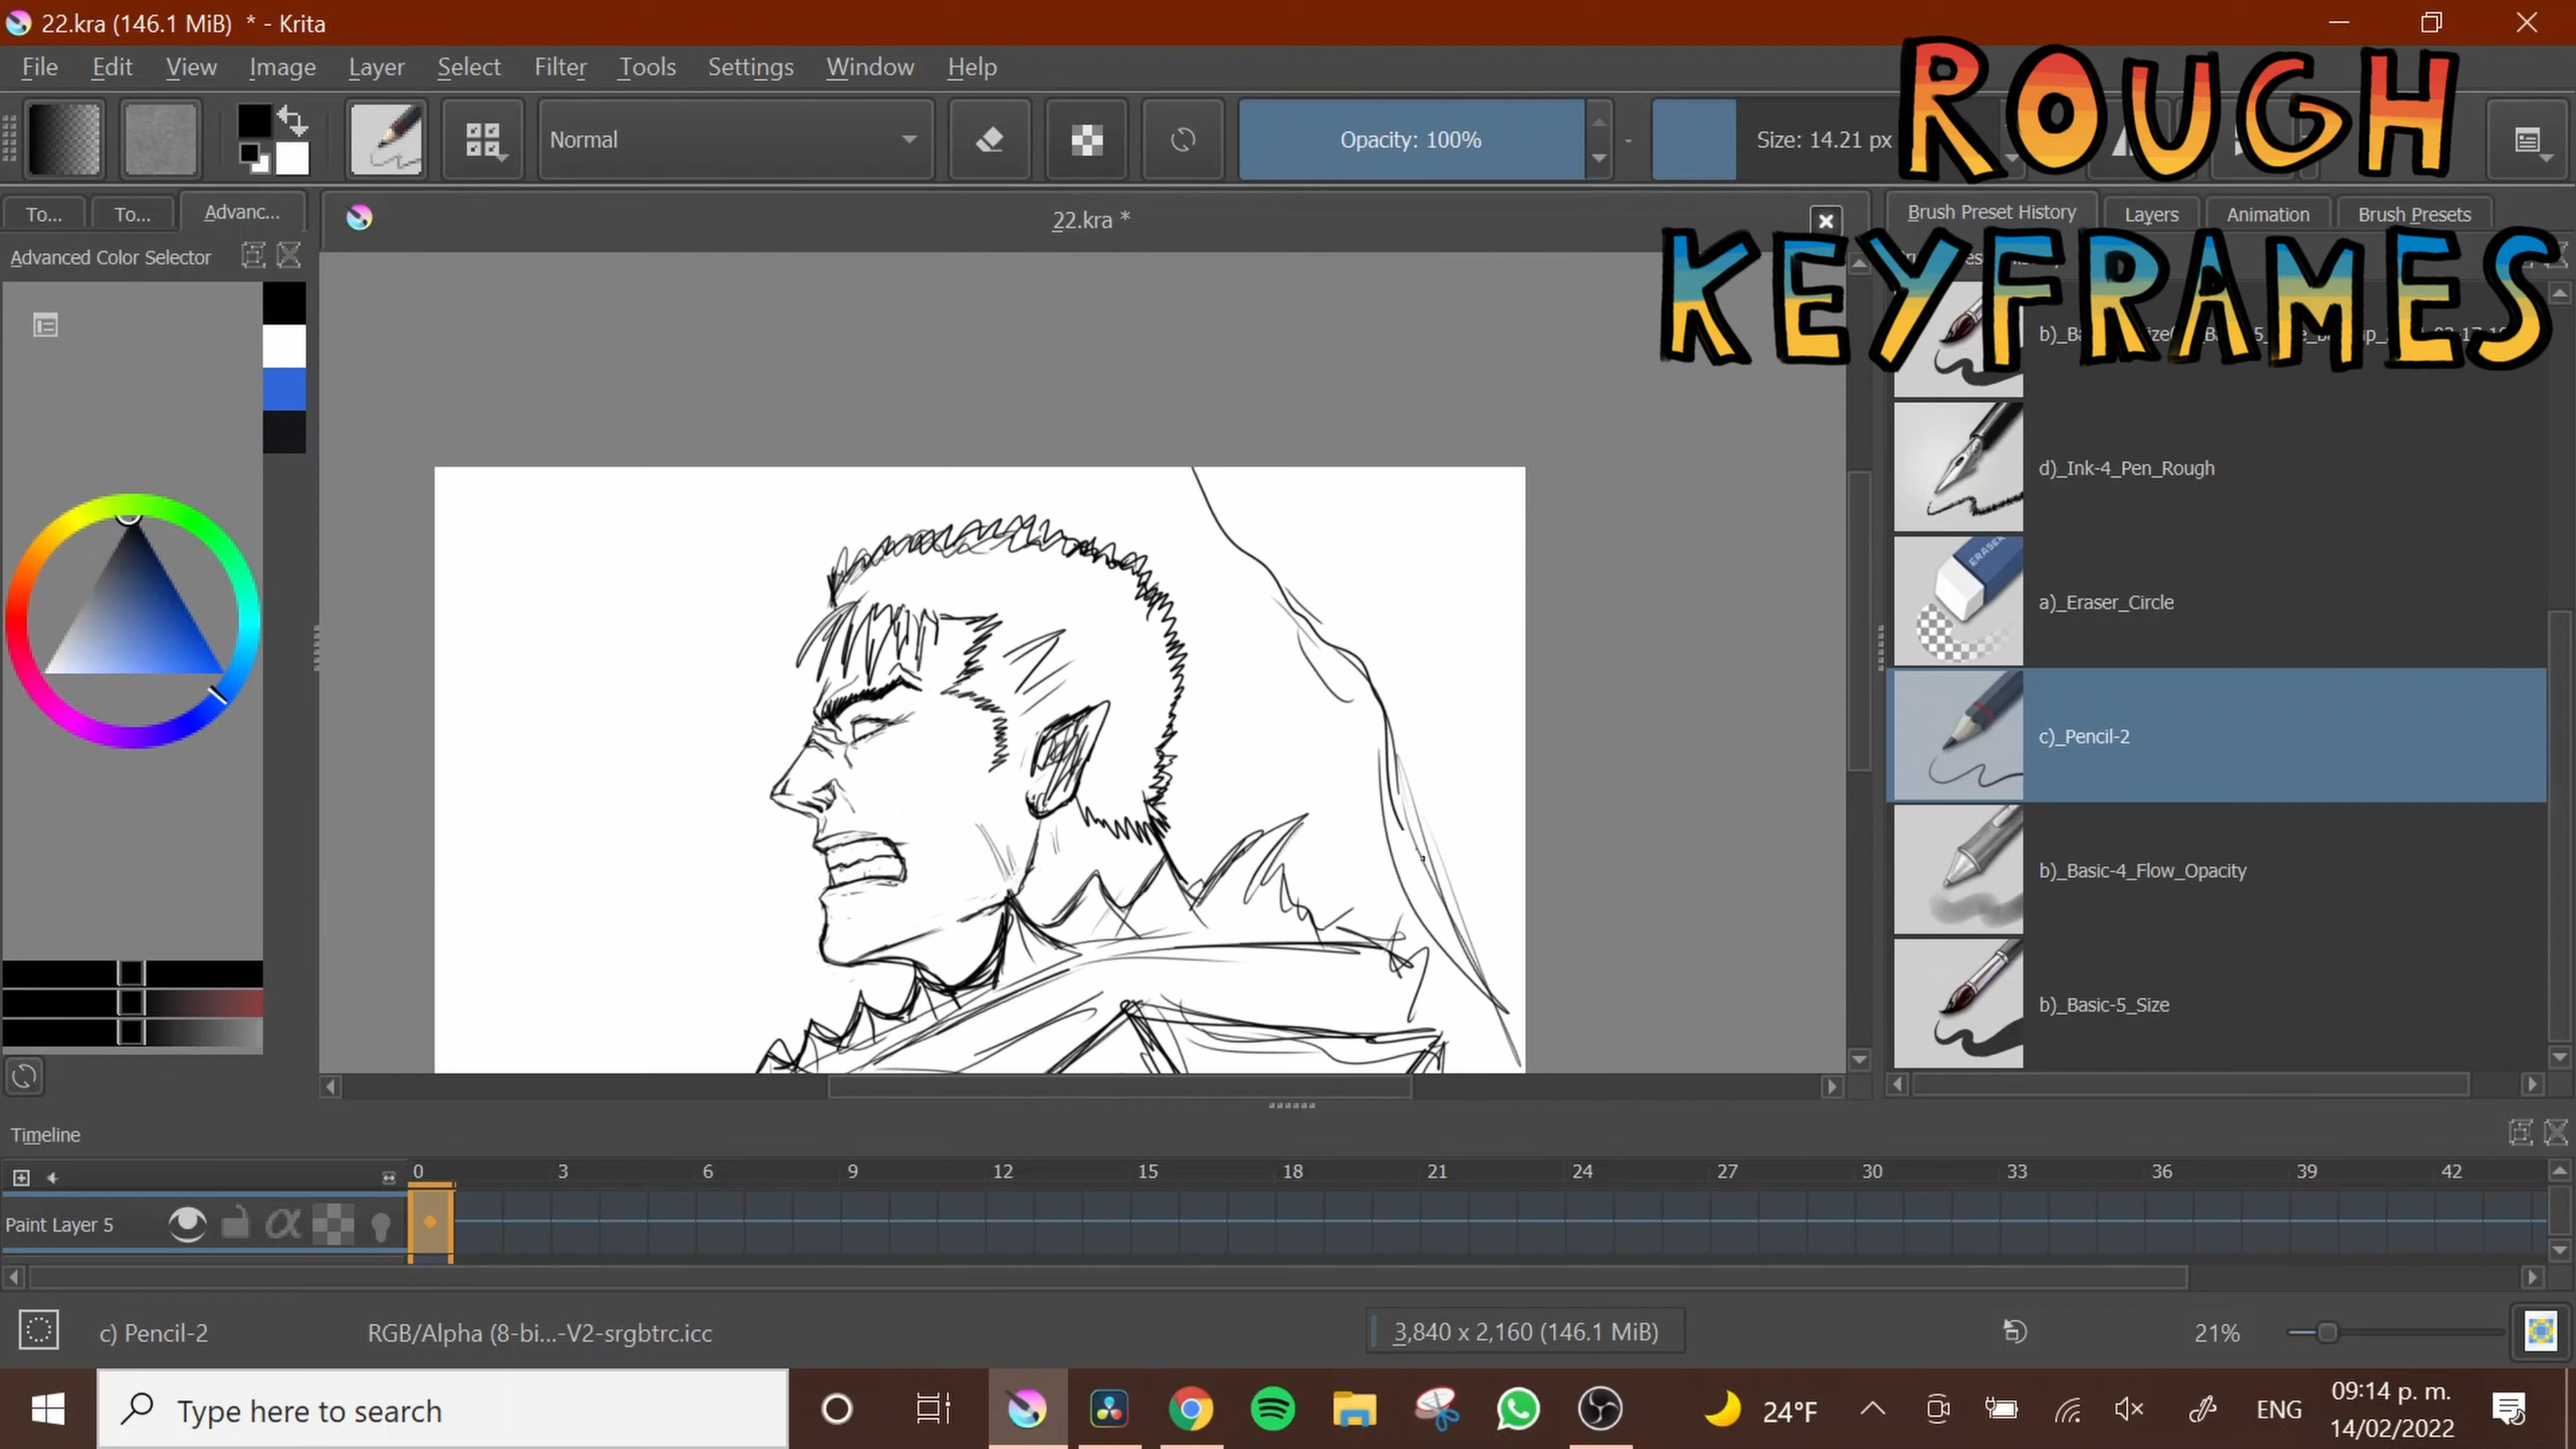 22.kra (146.1 MiB) * - Krita
File Edit View Image Layer Select Filter Tools Settings Window Help
ROUGH
KEYFRAMES
Normal
Opacity: 100%
Size: 14.21 px
To...
To...
Advanc...
22.kra *
Brush Preset History
Layers
Animation
Brush Presets
Advanced Color Selector
d)_Ink-4_Pen_Rough
ERASER
a)_Eraser_Circle
c)_Pencil-2
b)_Basic-4_Flow_Opacity
b)_Basic-5_Size
Timeline
0 3 6 9 12 15 18 21 24 27 30 33 36 39 42
Paint Layer 5
c) Pencil-2
RGB/Alpha (8-bi...-V2-srgbtrc.icc
3,840 x 2,160 (146.1 MiB)
21%
Type here to search
24°F
ENG
09:14 p. m.
14/02/2022